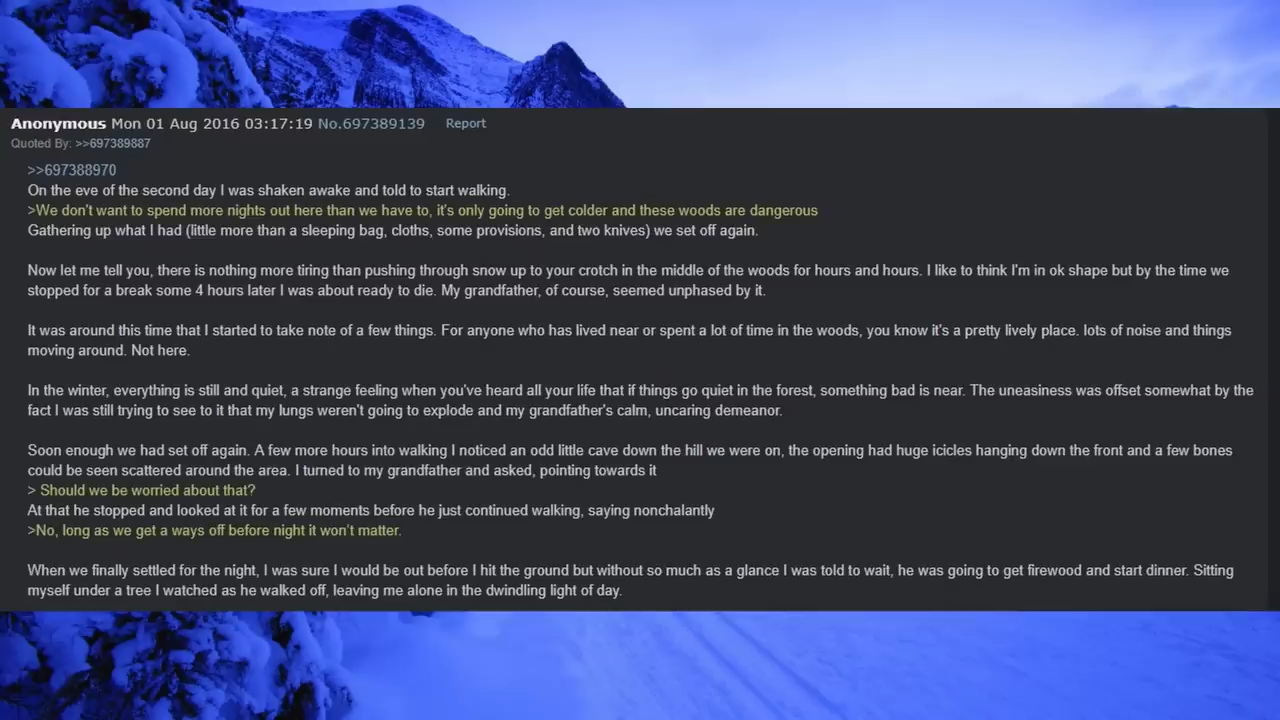 Anonymous Mon 01 Aug 2016 03:17:19 No.697389139 Report
Quoted By: >>697389887
>>697388970
On the eve of the second day I was shaken awake and told to start walking.
>We don't want to spend more nights out here than we have to, it's only going to get colder and these woods are dangerous
Gathering up what I had (little more than a sleeping bag, cloths, some provisions, and two knives) we set off again.
Now let me tell you, there is nothing more tiring than pushing through snow up to your crotch in the middle of the woods for hours and hours. I like to think I'm in ok shape but by the time we
stopped for a break some 4 hours later I was about ready to die. My grandfather, of course, seemed unphased by it.
It was around this time that I started to take note of a few things. For anyone who has lived near or spent a lot of time in the woods, you know it's a pretty lively place. lots of noise and things
moving around. Not here.
In the winter, everything is still and quiet, a strange feeling when you've heard all your life that if things go quiet in the forest, something bad is near. The uneasiness was offset somewhat by the
fact I was still trying to see to it that my lungs weren't going to explode and my grandfather's calm, uncaring demeanor.
Soon enough we had set off again. A few more hours into walking I noticed an odd little cave down the hill we were on, the opening had huge icicles hanging down the front and a few bones
could be seen scattered around the area. I turned to my grandfather and asked, pointing towards it
> Should we be worried about that?
At that he stopped and looked at it for a few moments before he just continued walking, saying nonchalantly
>No, long as we get a ways off before night it won't matter.
When we finally settled for the night, I was sure I would be out before I hit the ground but without so much as a glance I was told to wait, he was going to get firewood and start dinner. Sitting
myself under a tree I watched as he walked off, leaving me alone in the dwindling light of day.